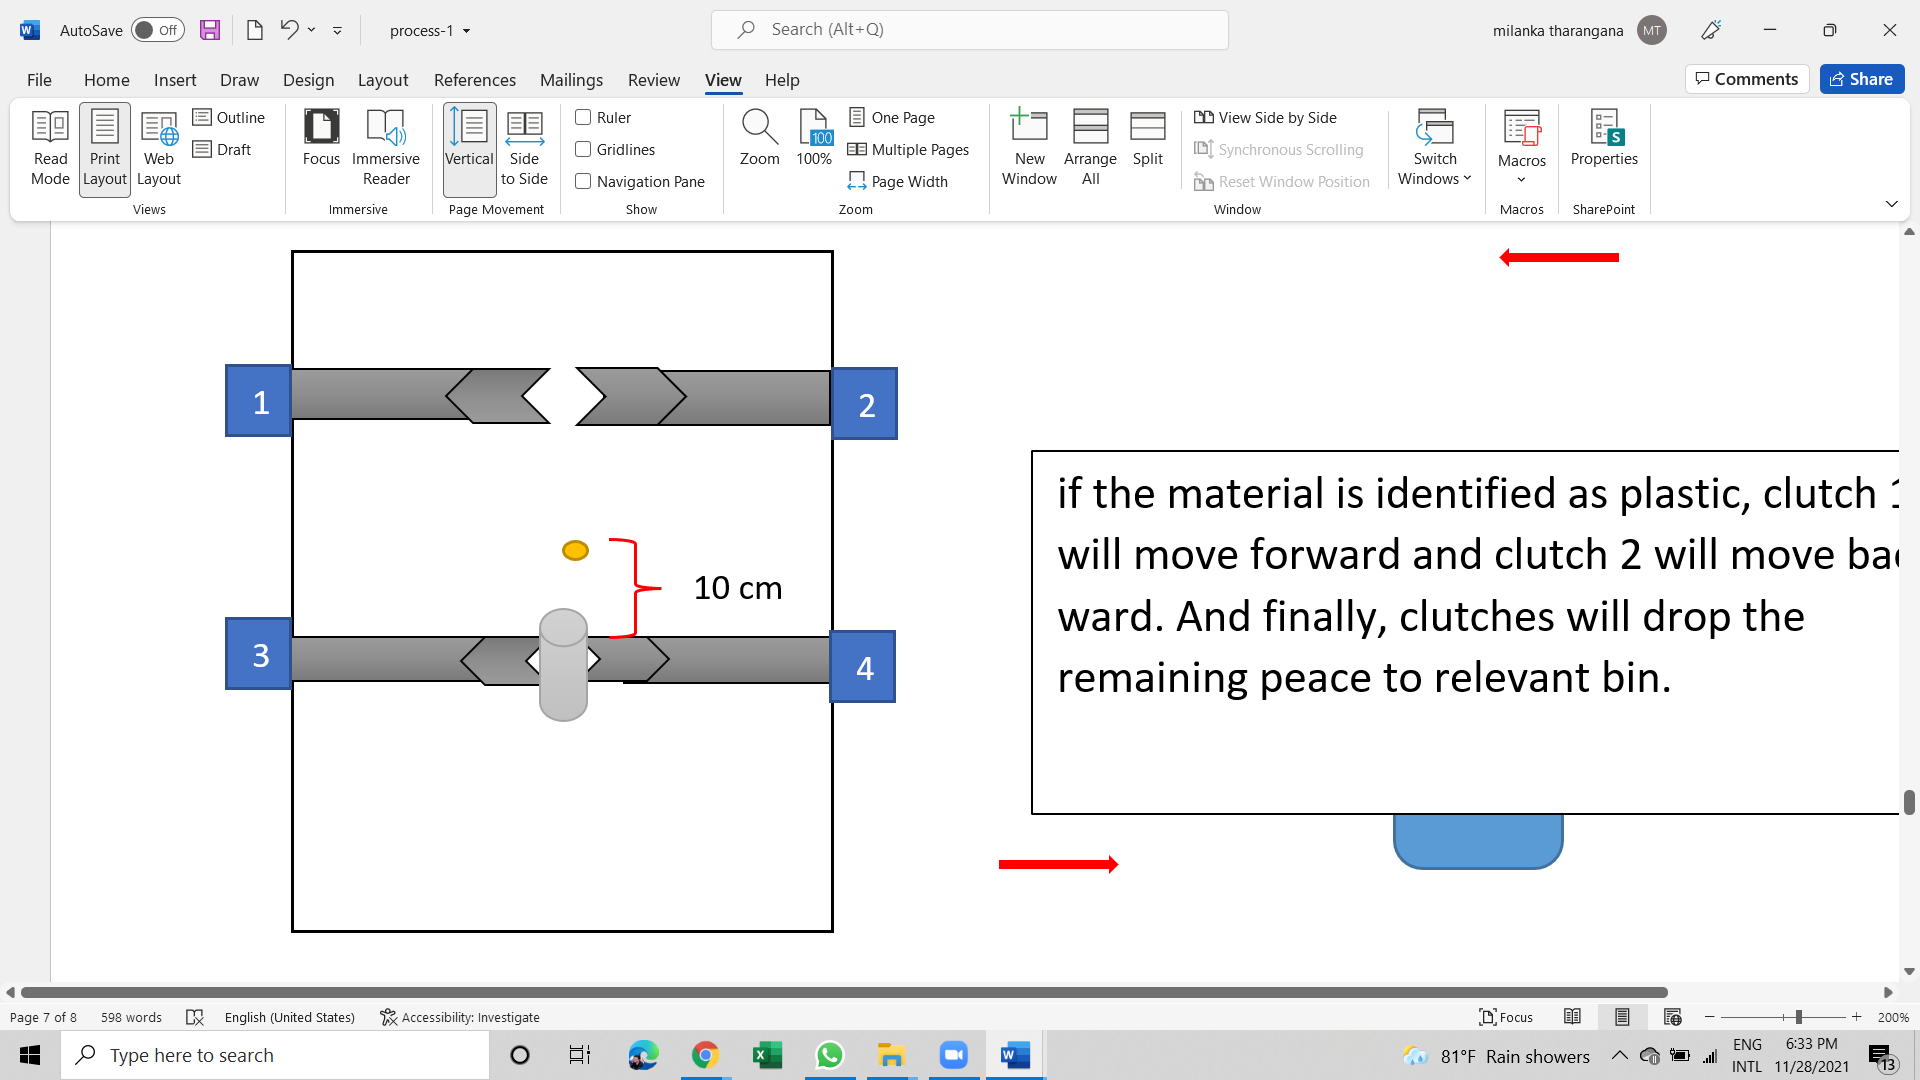 AutoSave Off process-1 Search (Alt+Q) milanka tharangana MT
File Home Insert Draw Design Layout References Mailings Review View Help Comments Share
Read Mode
Print Layout
Web Layout
Outline
Draft
Views
Focus
Immersive Reader
Immersive
Vertical
Side to Side
Page Movement
Ruler
Gridlines
Navigation Pane
Show
Zoom
100
100%
One Page
Multiple Pages
Page Width
Zoom
New Window
Arrange All
Split
View Side by Side
Synchronous Scrolling
Reset Window Position
Switch Windows
Window
Macros
Macros
S
Properties
SharePoint
1
2
10 cm
3
4
if the material is identified as plastic, clutch 1
will move forward and clutch 2 will move bac
ward. And finally, clutches will drop the
remaining peace to relevant bin.
Page 7 of 8 598 words English (United States) Accessibility: Investigate Focus 200%
Type here to search 81°F Rain showers ENG INTL 6:33 PM 11/28/2021 13